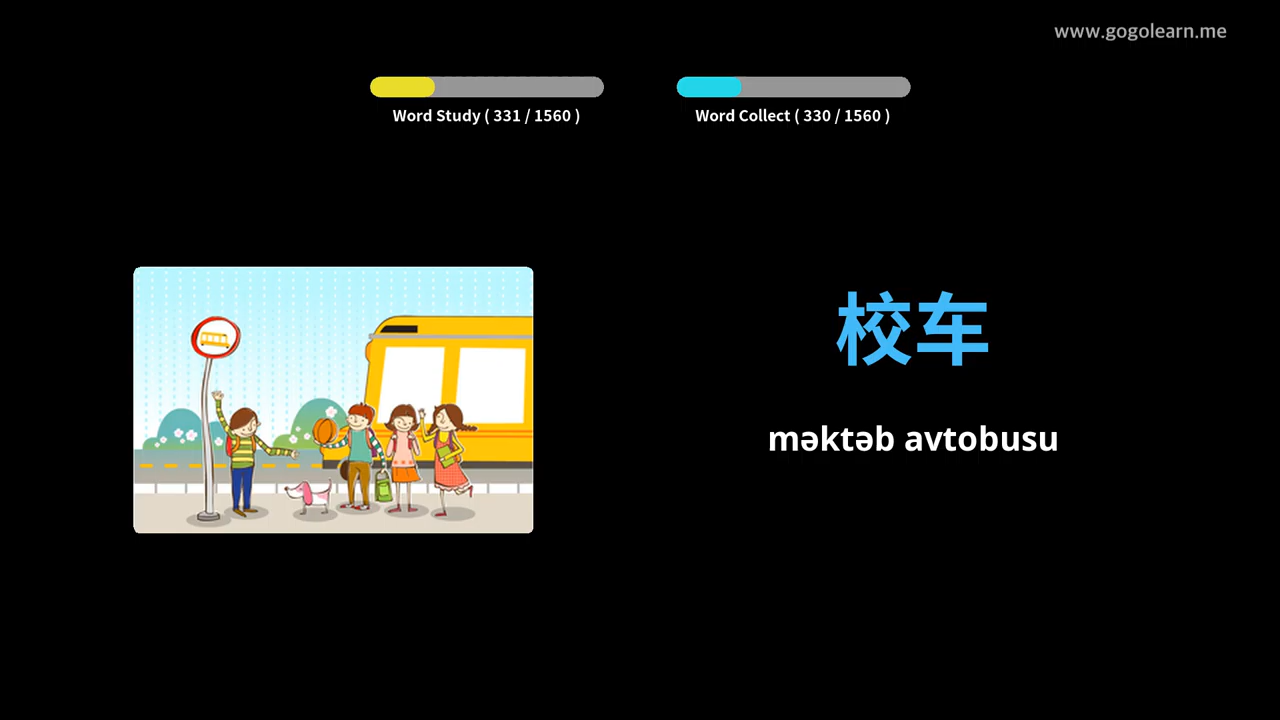 www.gogolearn.me
Word Study ( 331 / 1560 )
Word Collect ( 330 / 1560 )
校车
məktəb avtobusu